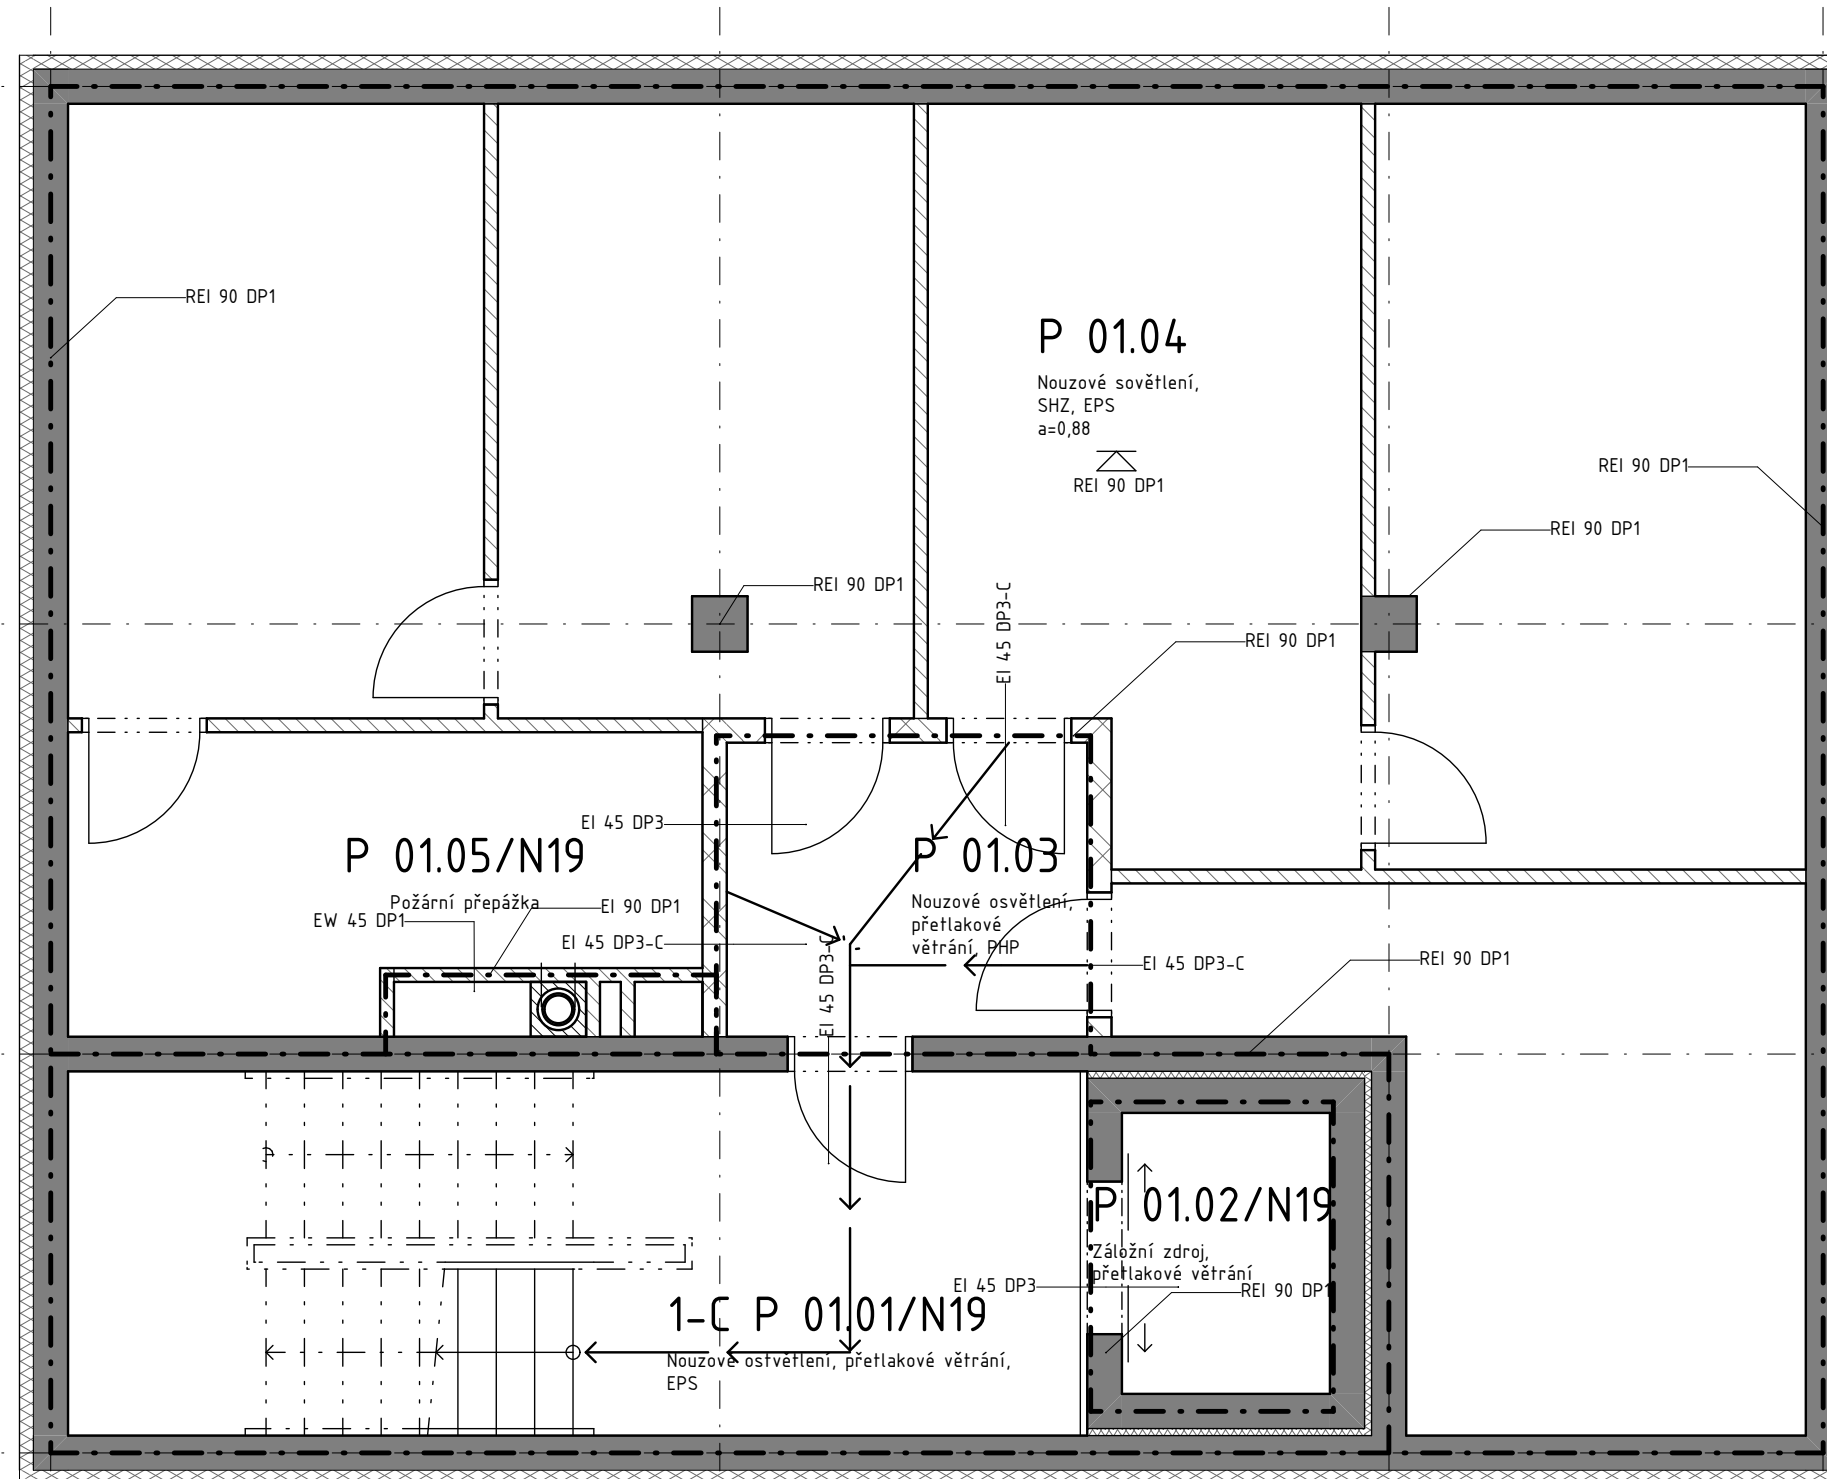 REI 90 DP1
P 01.04
Nouzové sovětlení,
SHZ, EPS
a=0,88
REI 90 DP1
REI 90 DP1
REI 90 DP1
REI 90 DP1
EI 45 DP3-C
REI 90 DP1
EI 45 DP3
P 01.05/N19
P 01.03
Požární přepážka
EI 90 DP1
EW 45 DP1
EI 45 DP3-C
Nouzové osvětlení,
přetlakové
větrání, PHP
EI 45 DP3-C
EI 45 DP3-C
REI 90 DP1
P 01.02/N19
Záložní zdroj,
přetlakové větrání
EI 45 DP3
REI 90 DP1
1-C P 01.01/N19
Nouzové ostvětlení, přetlakové větrání,
EPS